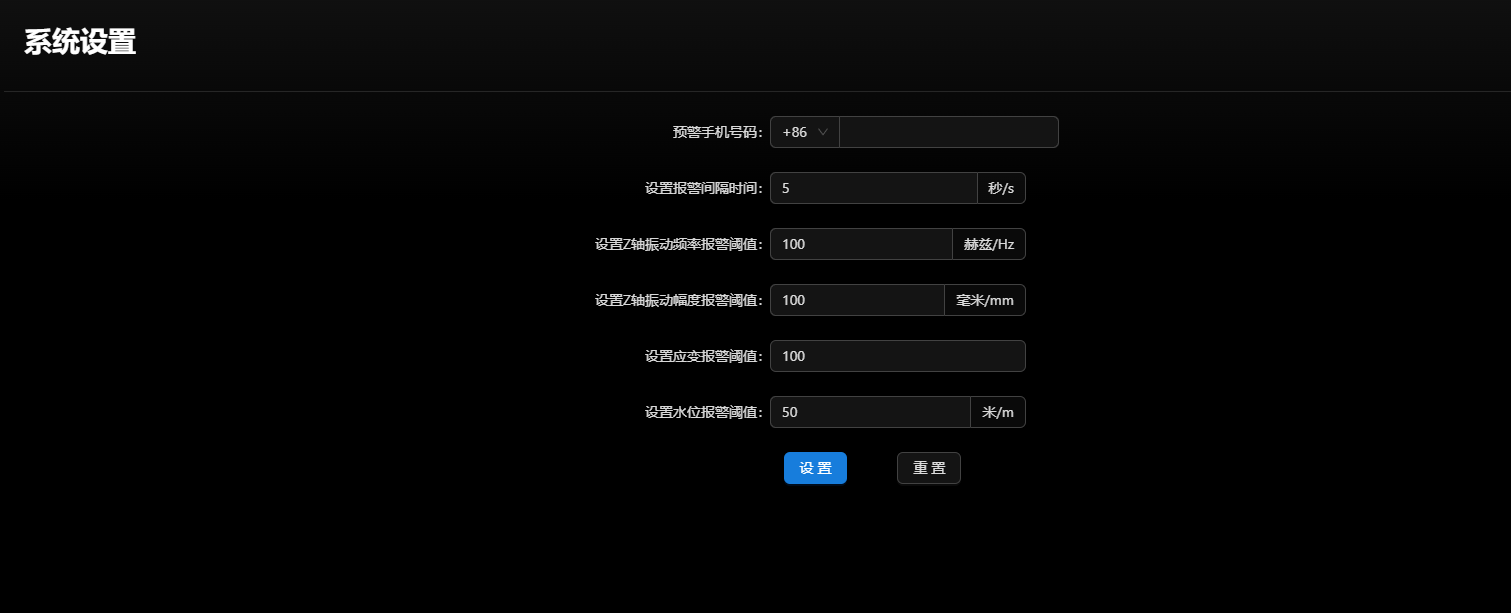 系统设置
预警手机号码: +86
设置报警间隔时间: 5 秒/s
设置Z轴振动频率报警阈值: 100 赫兹/Hz
设置Z轴振动幅度报警阈值: 100 毫米/mm
设置应变报警阈值: 100
设置水位报警阈值: 50 米/m
设 置 重 置